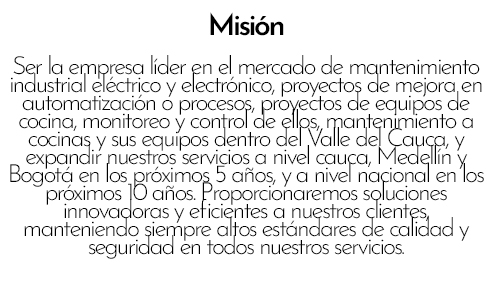 Misión
Ser la empresa líder en el mercado de mantenimiento
industrial eléctrico y electrónico, proyectos de mejora en
automatización o procesos, proyectos de equipos de
cocina, monitoreo y control de ellos, mantenimiento a
cocinas y sus equipos dentro del Valle del Cauca, y
expandir nuestros servicios a nivel cauca, Medellín y
Bogotá en los próximos 5 años, y a nivel nacional en los
próximos 10 años. Proporcionaremos soluciones
innovadoras y eficientes a nuestros clientes,
manteniendo siempre altos estándares de calidad y
seguridad en todos nuestros servicios.